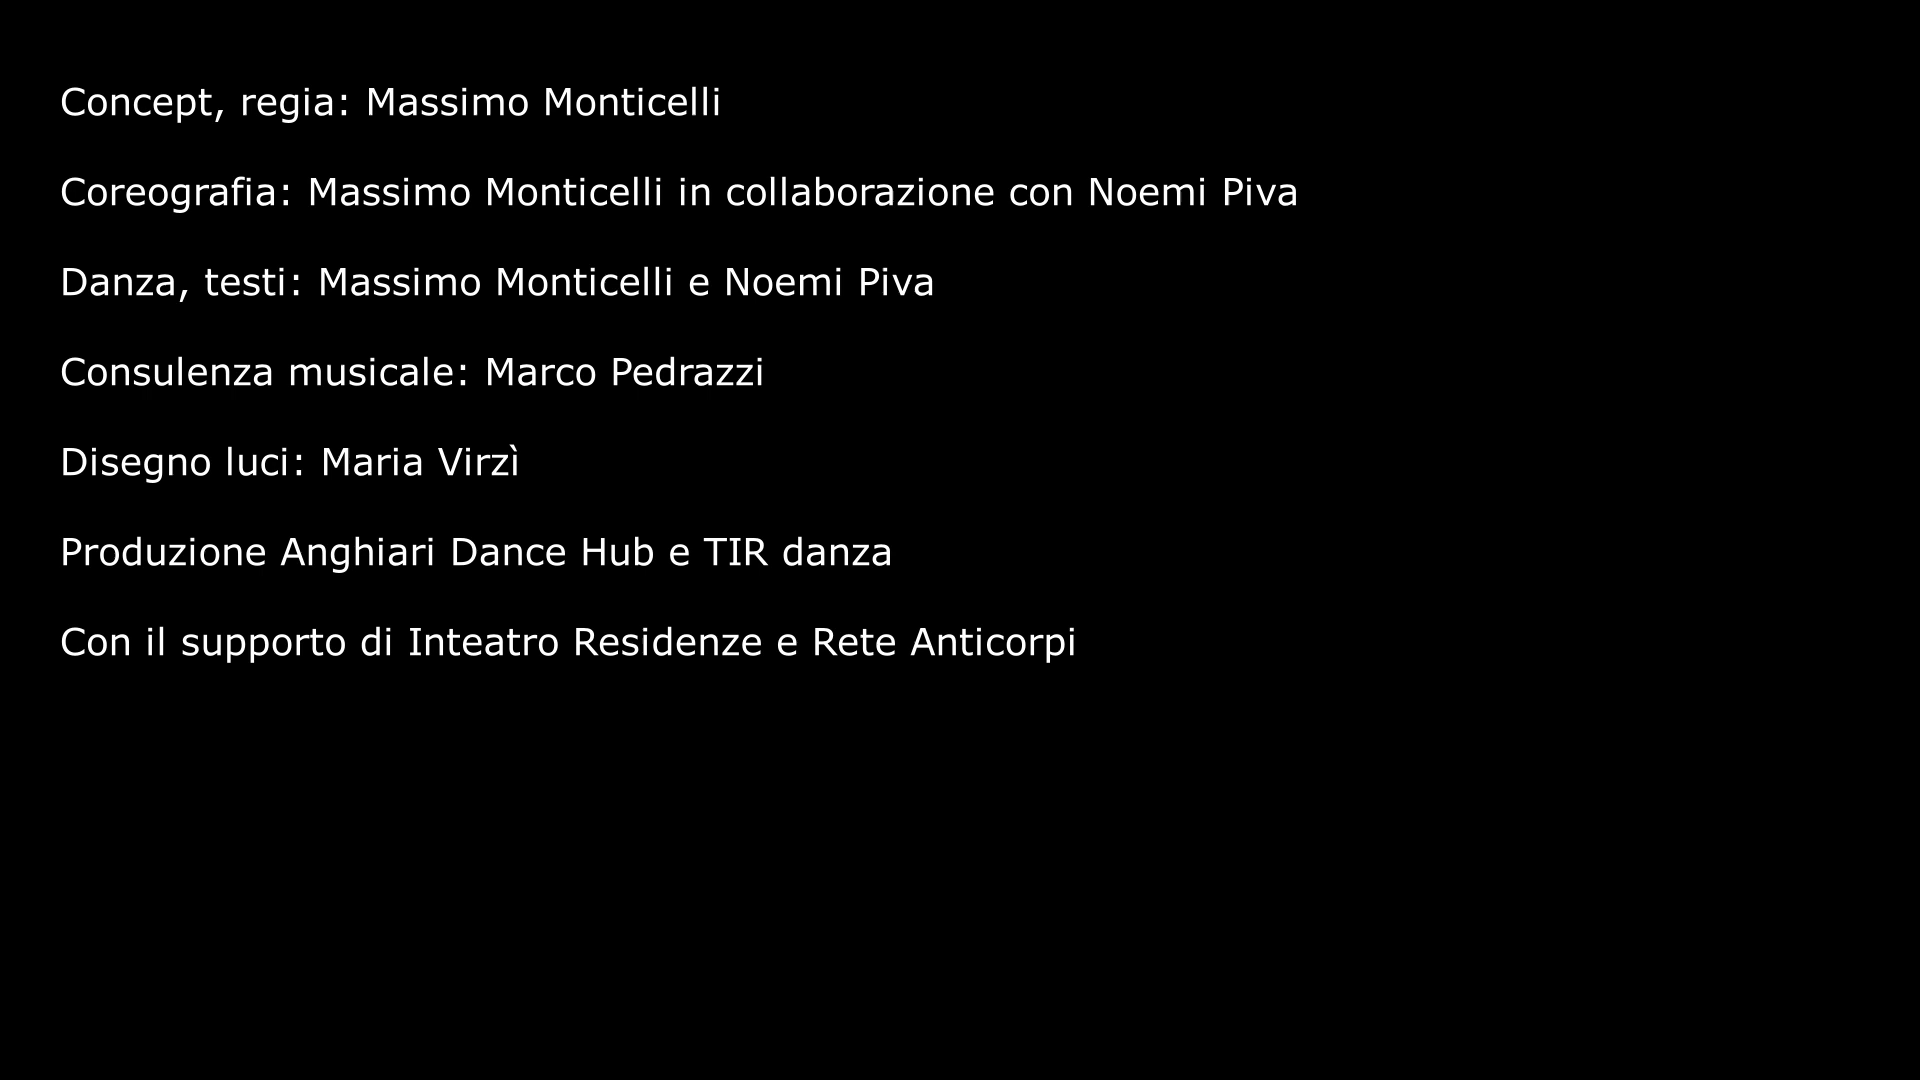 Concept, regia: Massimo Monticelli
Coreografia: Massimo Monticelli in collaborazione con Noemi Piva
Danza, testi: Massimo Monticelli e Noemi Piva
Consulenza musicale: Marco Pedrazzi
Disegno luci: Maria Virzì
Produzione Anghiari Dance Hub e TIR danza
Con il supporto di Inteatro Residenze e Rete Anticorpi